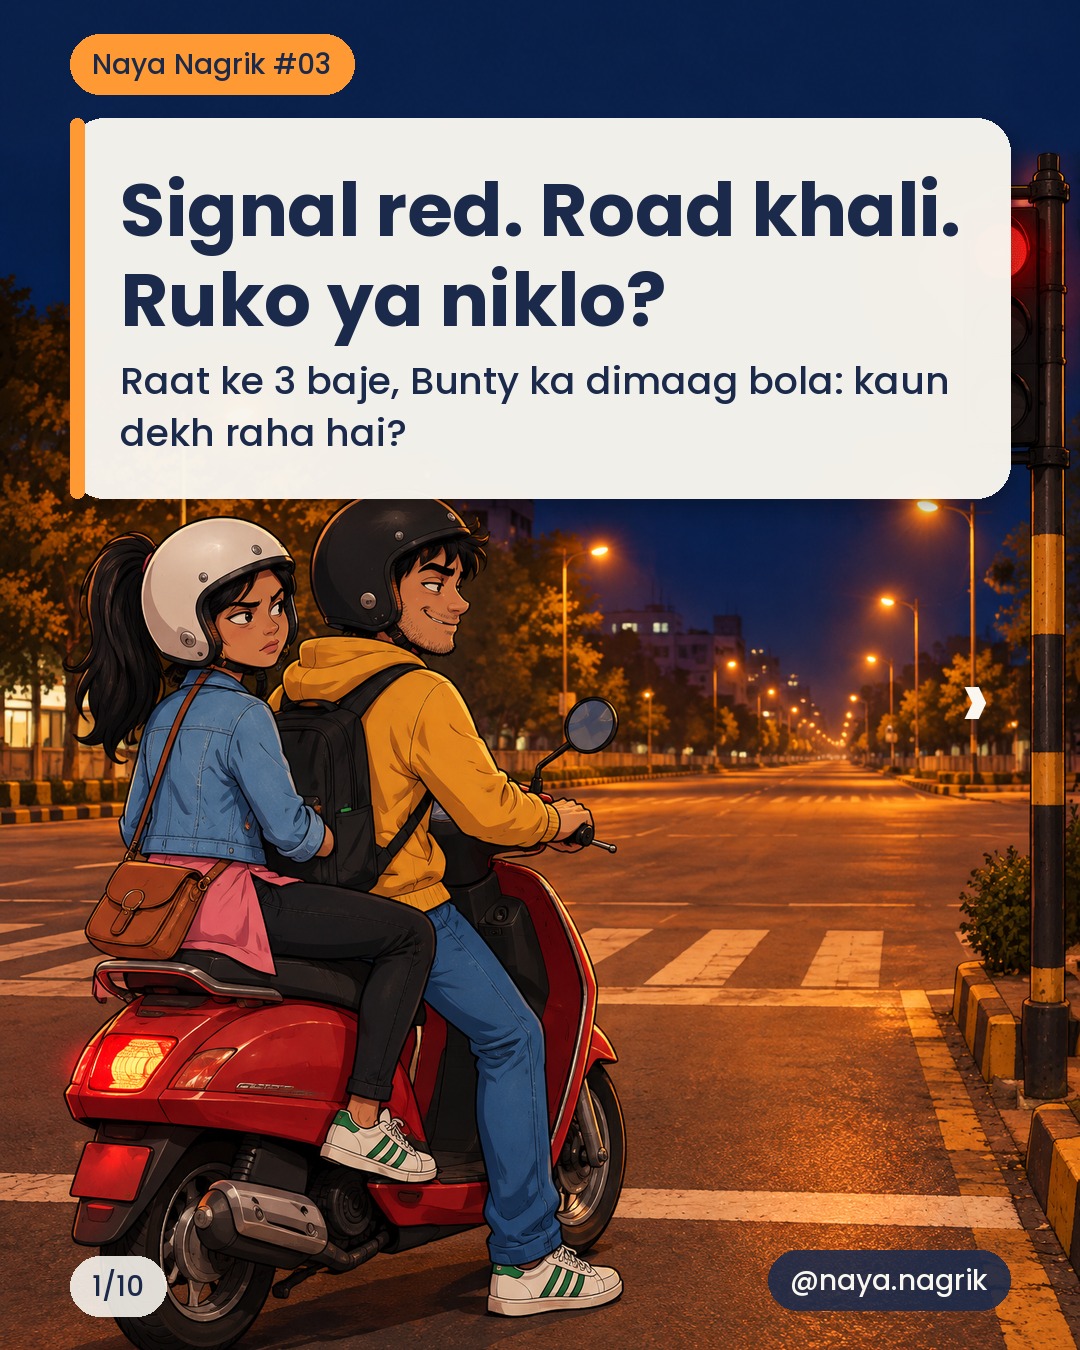 Naya Nagrik #03
Signal red. Road khali.
Ruko ya niklo?
Raat ke 3 baje, Bunty ka dimaag bola: kaun
dekh raha hai?
1/10
@naya.nagrik